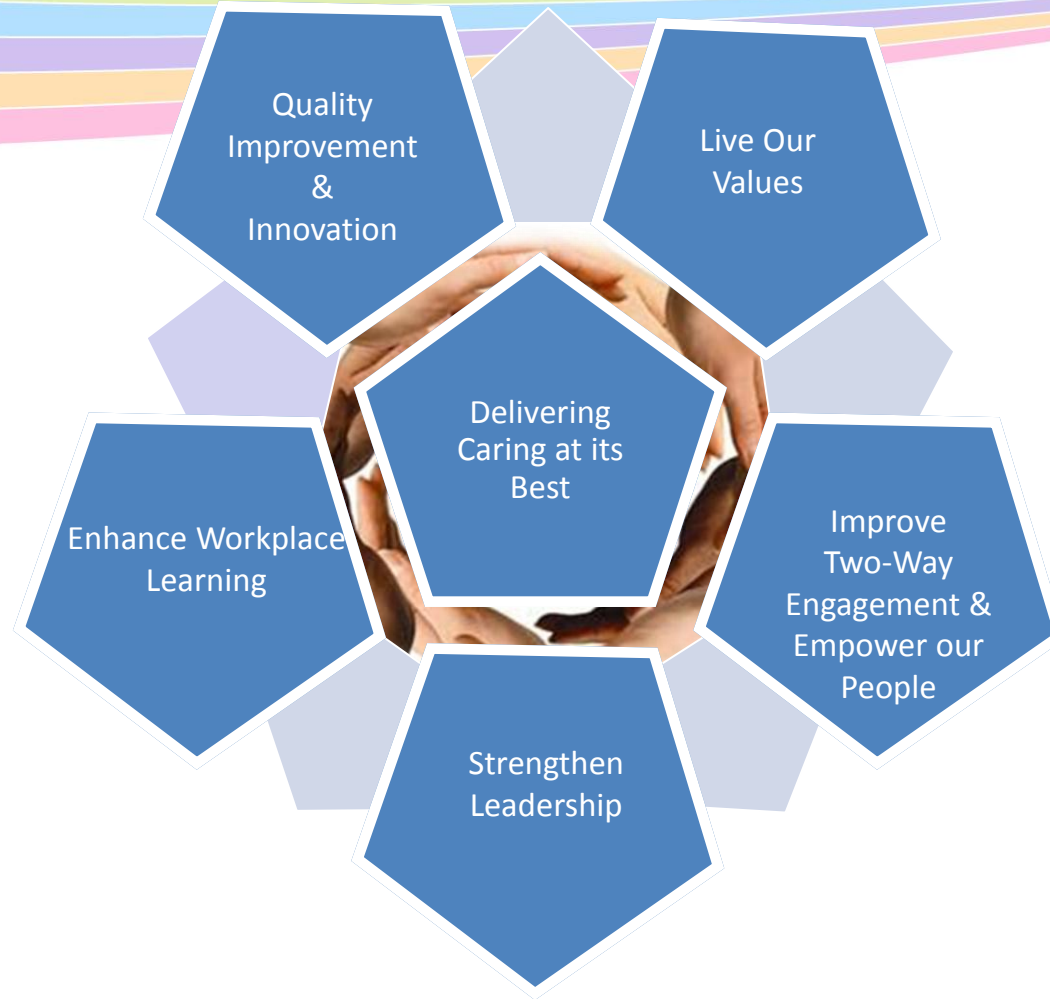 Quality
Improvement
&
Innovation
Live Our
Values
Delivering
Caring at its
Best
Enhance Workplace
Learning
Improve
Two-Way
Engagement &
Empower our
People
Strengthen
Leadership